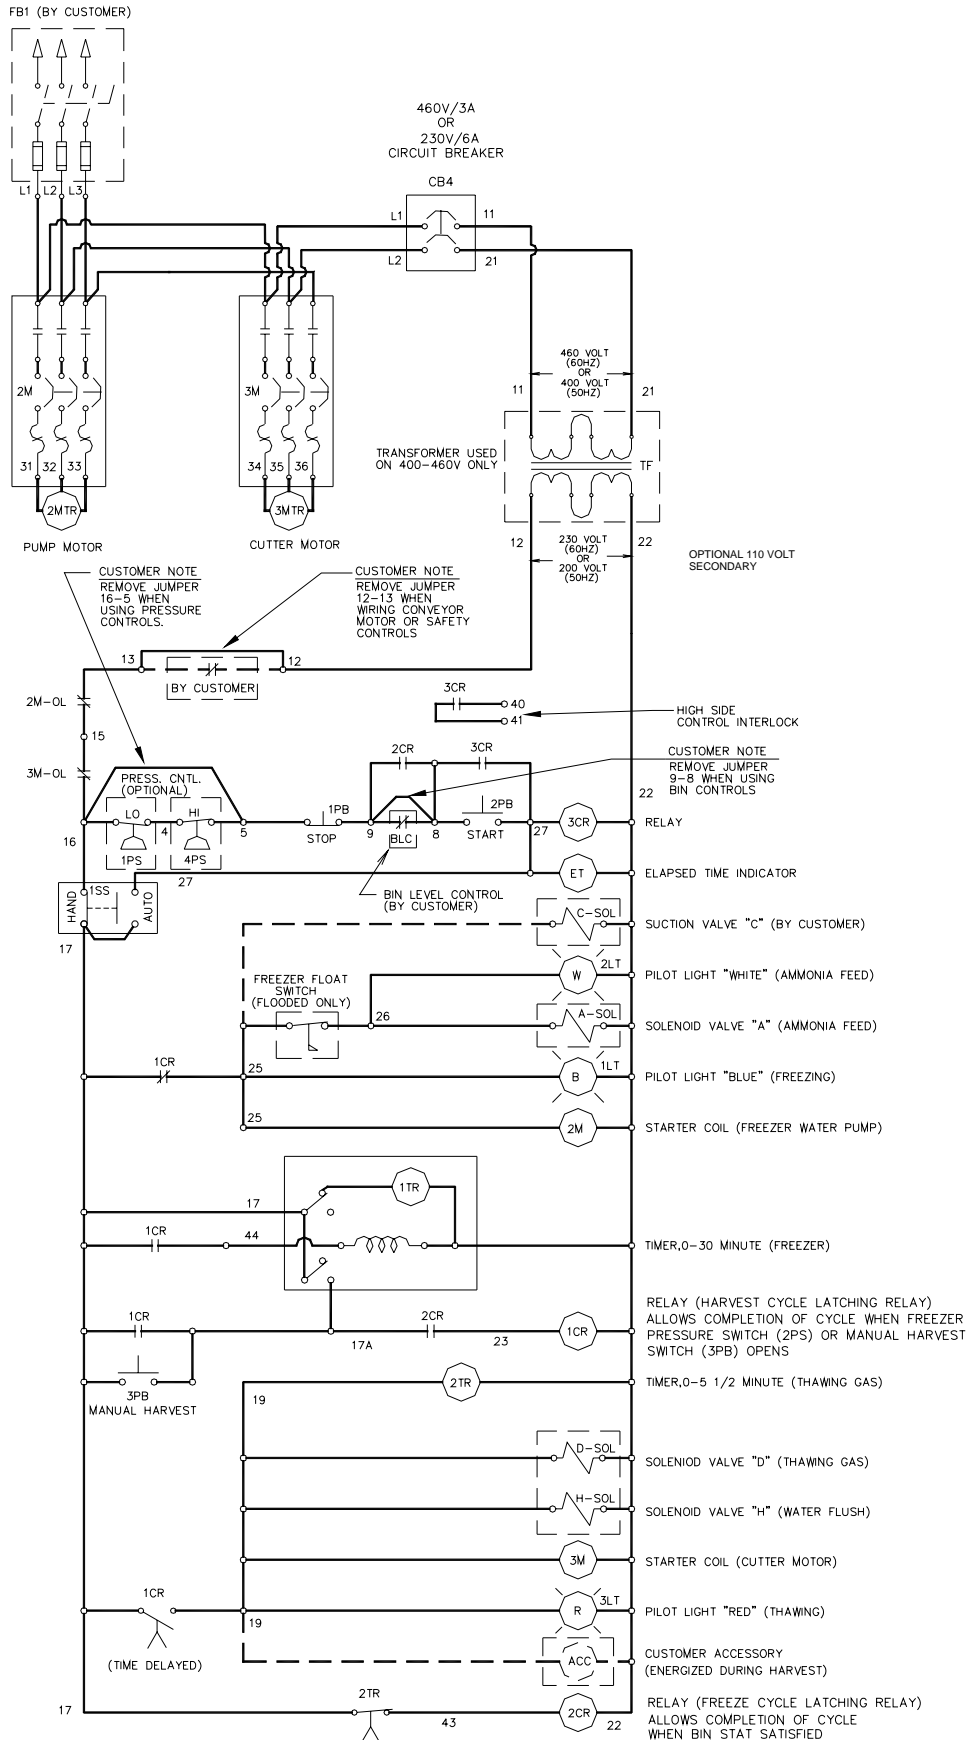 FB1 (BY CUSTOMER)
460V/3A
OR
230V/6A
CIRCUIT BREAKER
CB4
L1 L2 L3
L1 11
L2 21
460 VOLT
(60HZ)
OR
400 VOLT
(50HZ)
11 21
2M 3M
TRANSFORMER USED
ON 400-460V ONLY
TF
31 32 33
34 35 36
2MTR 3MTR
PUMP MOTOR
CUTTER MOTOR
12 22
230 VOLT
(60HZ)
OR
200 VOLT
(50HZ)
OPTIONAL 110 VOLT
SECONDARY
CUSTOMER NOTE
REMOVE JUMPER
16-5 WHEN
USING PRESSURE
CONTROLS.
CUSTOMER NOTE
REMOVE JUMPER
12-13 WHEN
WIRING CONVEYOR
MOTOR OR SAFETY
CONTROLS
13 12
BY CUSTOMER
2M-OL
15
3M-OL
3CR
40
41
HIGH SIDE
CONTROL INTERLOCK
CUSTOMER NOTE
REMOVE JUMPER
9-8 WHEN USING
BIN CONTROLS
PRESS. CNTL.
(OPTIONAL)
2CR 3CR
22
LO HI
1PB
2PB
16 4 5
STOP
9 8
START
27
3CR
RELAY
1PS 4PS
BLC
27
ET
ELAPSED TIME INDICATOR
BIN LEVEL CONTROL
(BY CUSTOMER)
1SS
HAND
AUTO
17
C-SOL
SUCTION VALVE "C" (BY CUSTOMER)
FREEZER FLOAT
SWITCH
(FLOODED ONLY)
W 2LT
PILOT LIGHT "WHITE" (AMMONIA FEED)
26
A-SOL
SOLENOID VALVE "A" (AMMONIA FEED)
1CR
25
B 1LT
PILOT LIGHT "BLUE" (FREEZING)
25
2M
STARTER COIL (FREEZER WATER PUMP)
17
1TR
1CR
44
TIMER,0-30 MINUTE (FREEZER)
1CR
17A
2CR
23
1CR
RELAY (HARVEST CYCLE LATCHING RELAY)
ALLOWS COMPLETION OF CYCLE WHEN FREEZER
PRESSURE SWITCH (2PS) OR MANUAL HARVEST
SWITCH (3PB) OPENS
3PB
MANUAL HARVEST
19
2TR
TIMER,0-5 1/2 MINUTE (THAWING GAS)
D-SOL
SOLENIOD VALVE "D" (THAWING GAS)
H-SOL
SOLENOID VALVE "H" (WATER FLUSH)
3M
STARTER COIL (CUTTER MOTOR)
1CR
(TIME DELAYED)
19
R 3LT
PILOT LIGHT "RED" (THAWING)
ACC
CUSTOMER ACCESSORY
(ENERGIZED DURING HARVEST)
17
2TR
43
2CR
22
RELAY (FREEZE CYCLE LATCHING RELAY)
ALLOWS COMPLETION OF CYCLE
WHEN BIN STAT SATISFIED